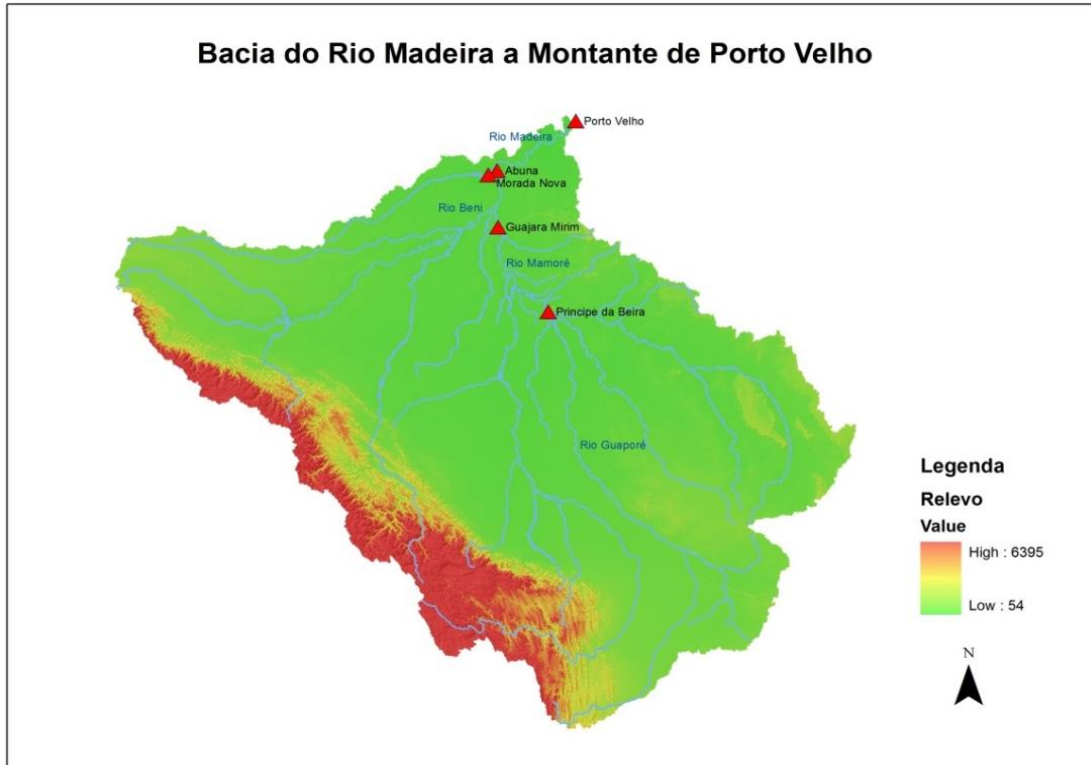 Bacia do Rio Madeira a Montante de Porto Velho
Porto Velho
Rio Madeira
Abuna
Morada Nova
Rio Beni
Guajara Mirim
Rio Mamoré
Principe da Beira
Rio Guaporé
Legenda
Relevo
Value
High : 6395
Low : 54
N